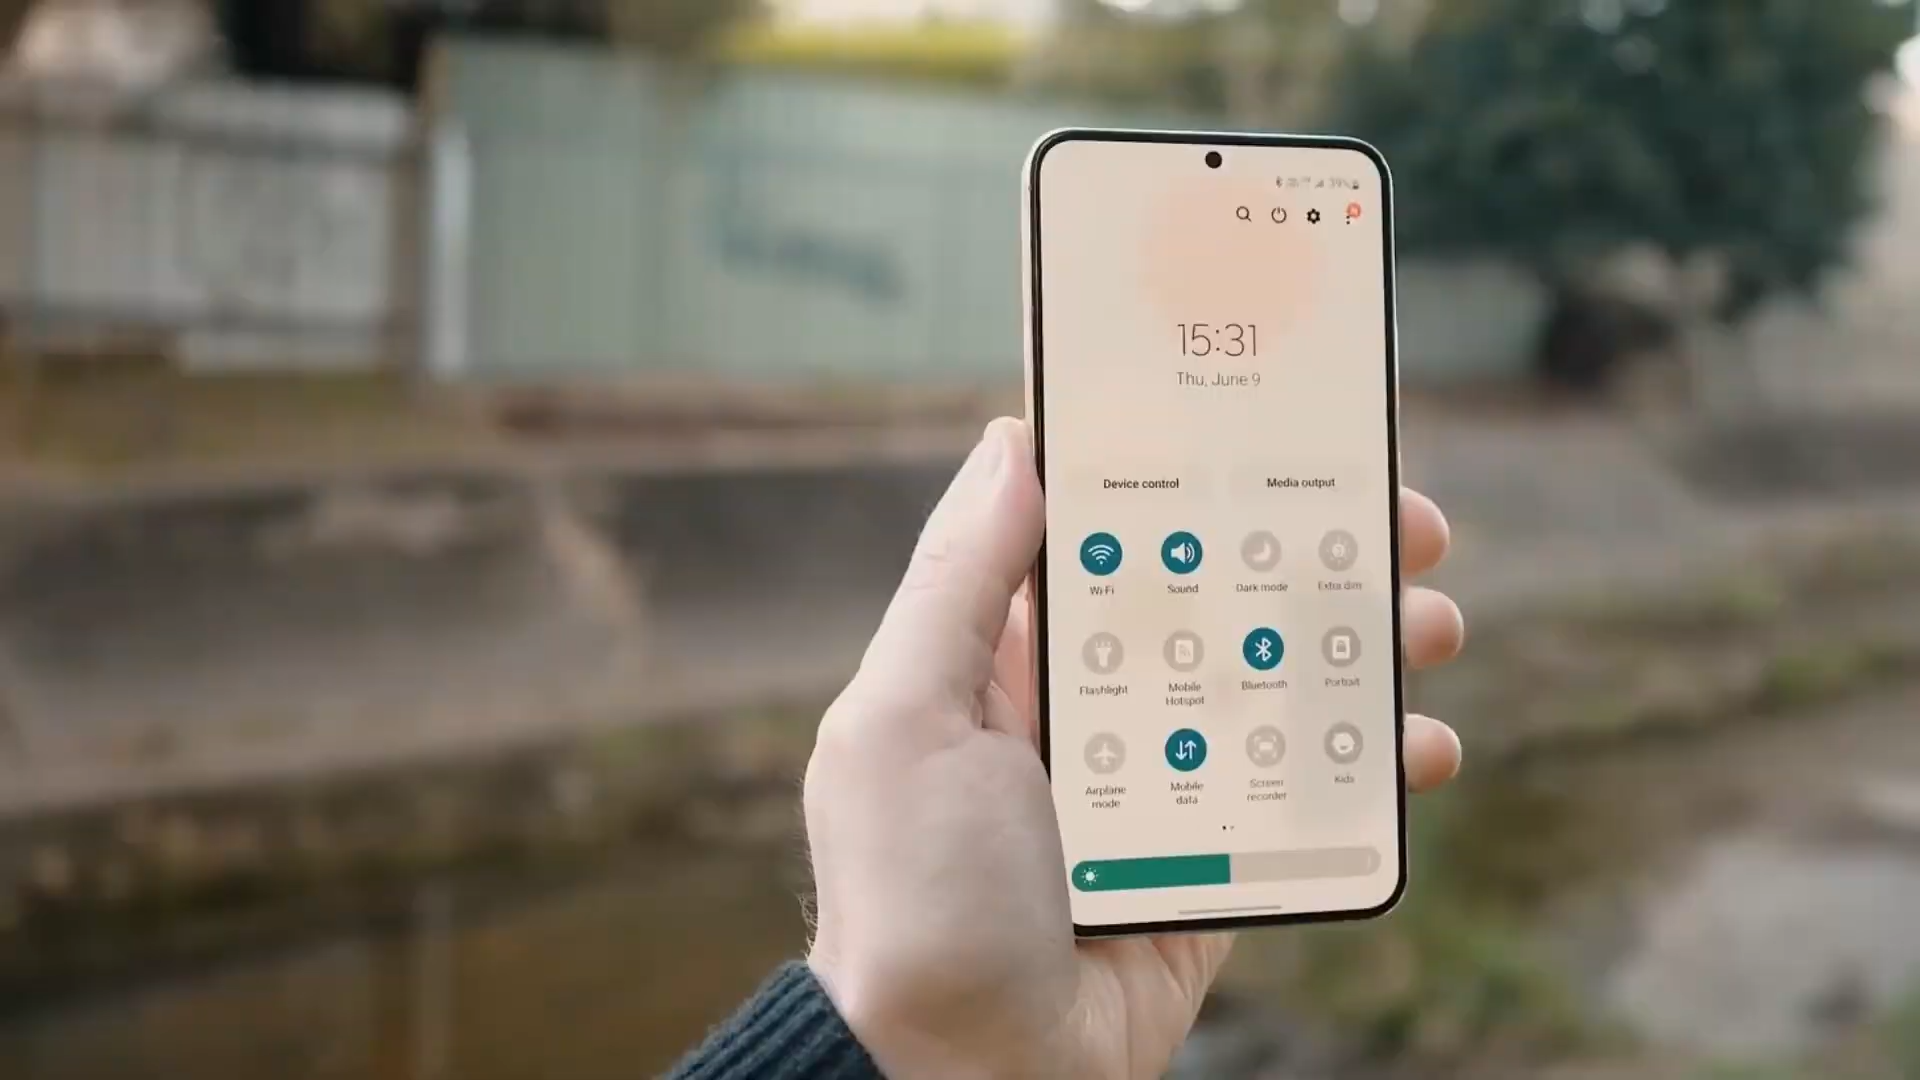 39%
15:31
Thu, June 9
Device control Media output
Wi-Fi Sound Dark mode Extra dim
Flashlight Mobile Hotspot Bluetooth Portrait
Airplane mode Mobile data Screen recorder Kids